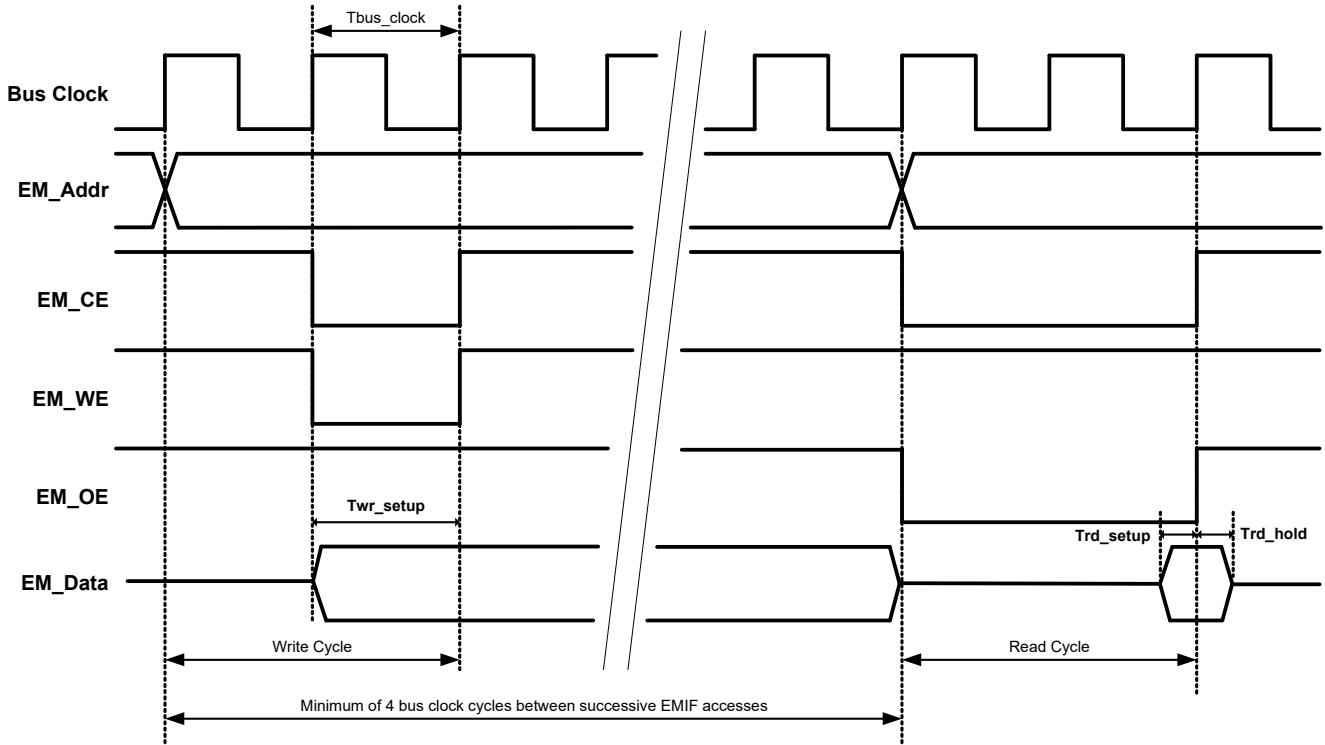 Tbus_clock
Bus Clock
EM_Addr
EM_CE
EM_WE
EM_OE
Twr_setup
Trd_setup
Trd_hold
EM_Data
Write Cycle
Read Cycle
Minimum of 4 bus clock cycles between successive EMIF accesses